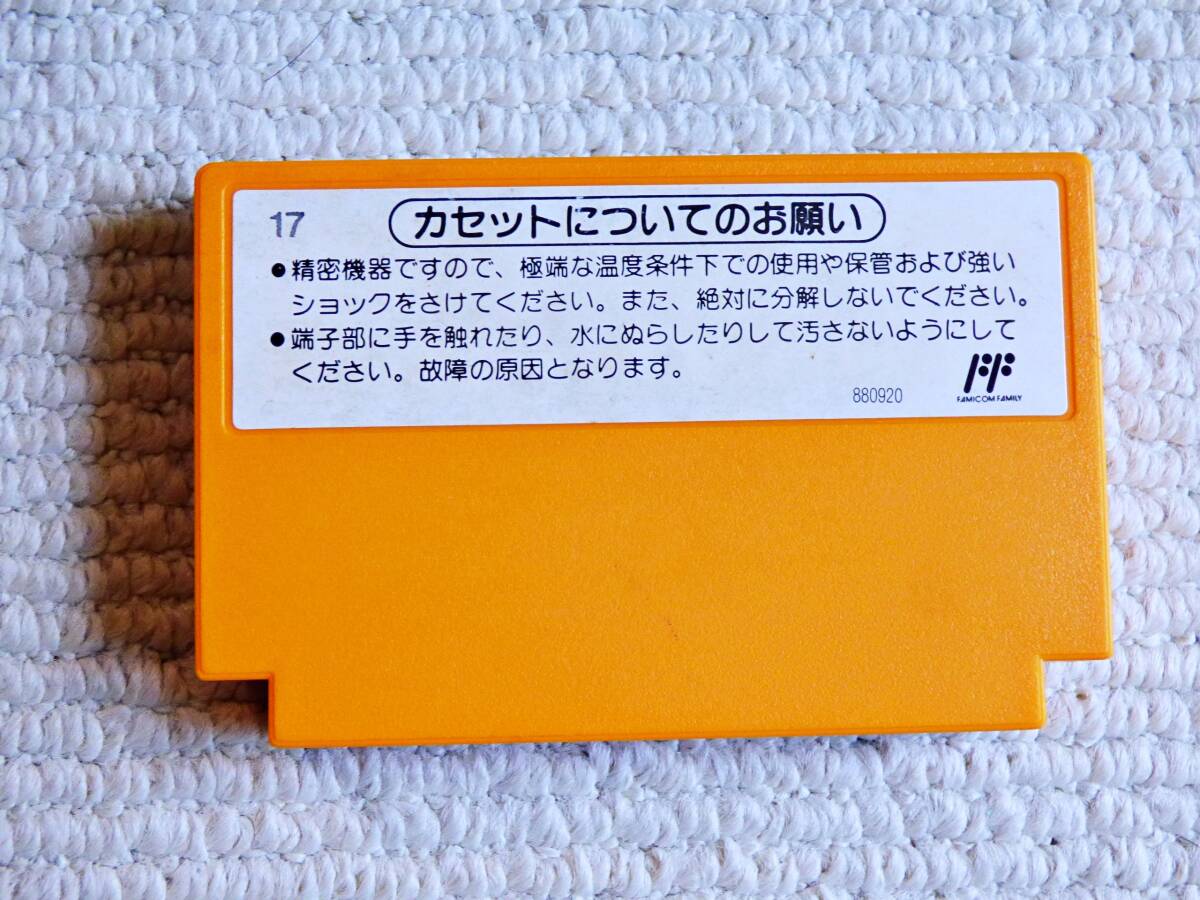 17
カセットについてのお願い
●精密機器ですので、極端な温度条件下での使用や保管および強い
ショックをさけてください。また、絶対に分解しないでください。
●端子部に手を触れたり、水にぬらしたりして汚さないようにして
ください。故障の原因となります。
880920
FF
FAMICOM FAMILY